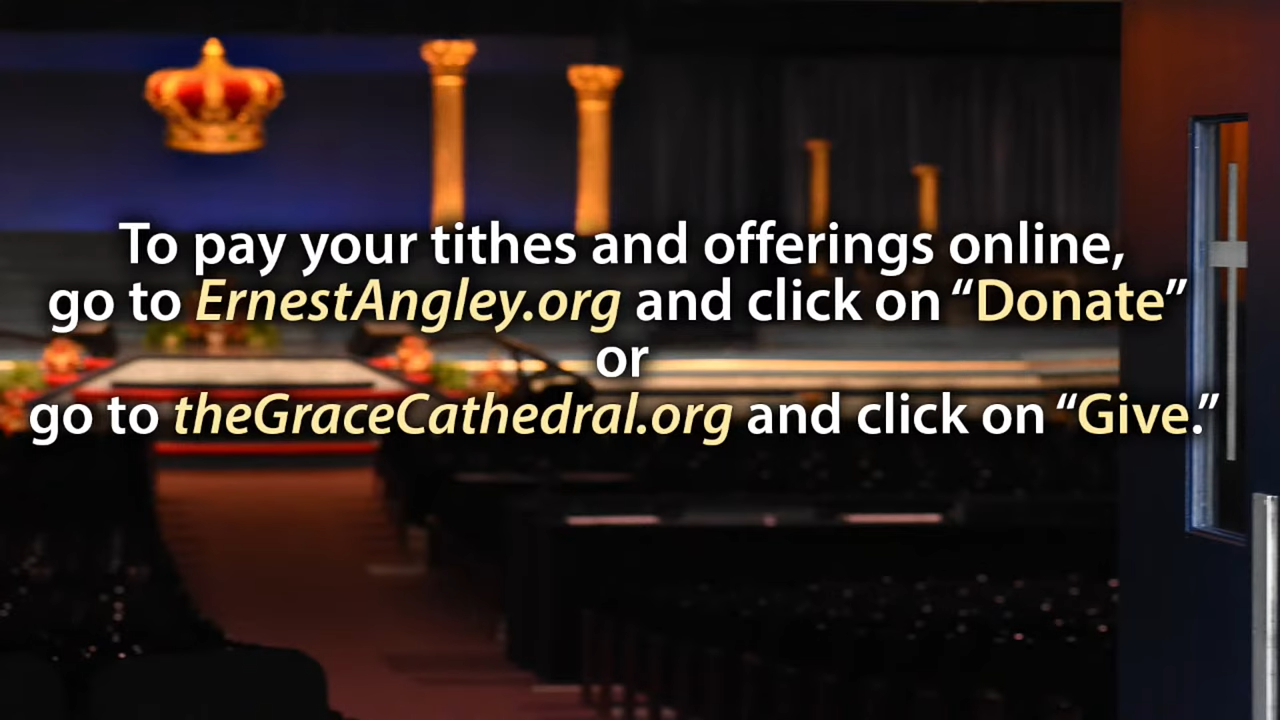 To pay your tithes and offerings online,
go to ErnestAngley.org and click on “Donate”
or
go to theGraceCathedral.org and click on “Give.”